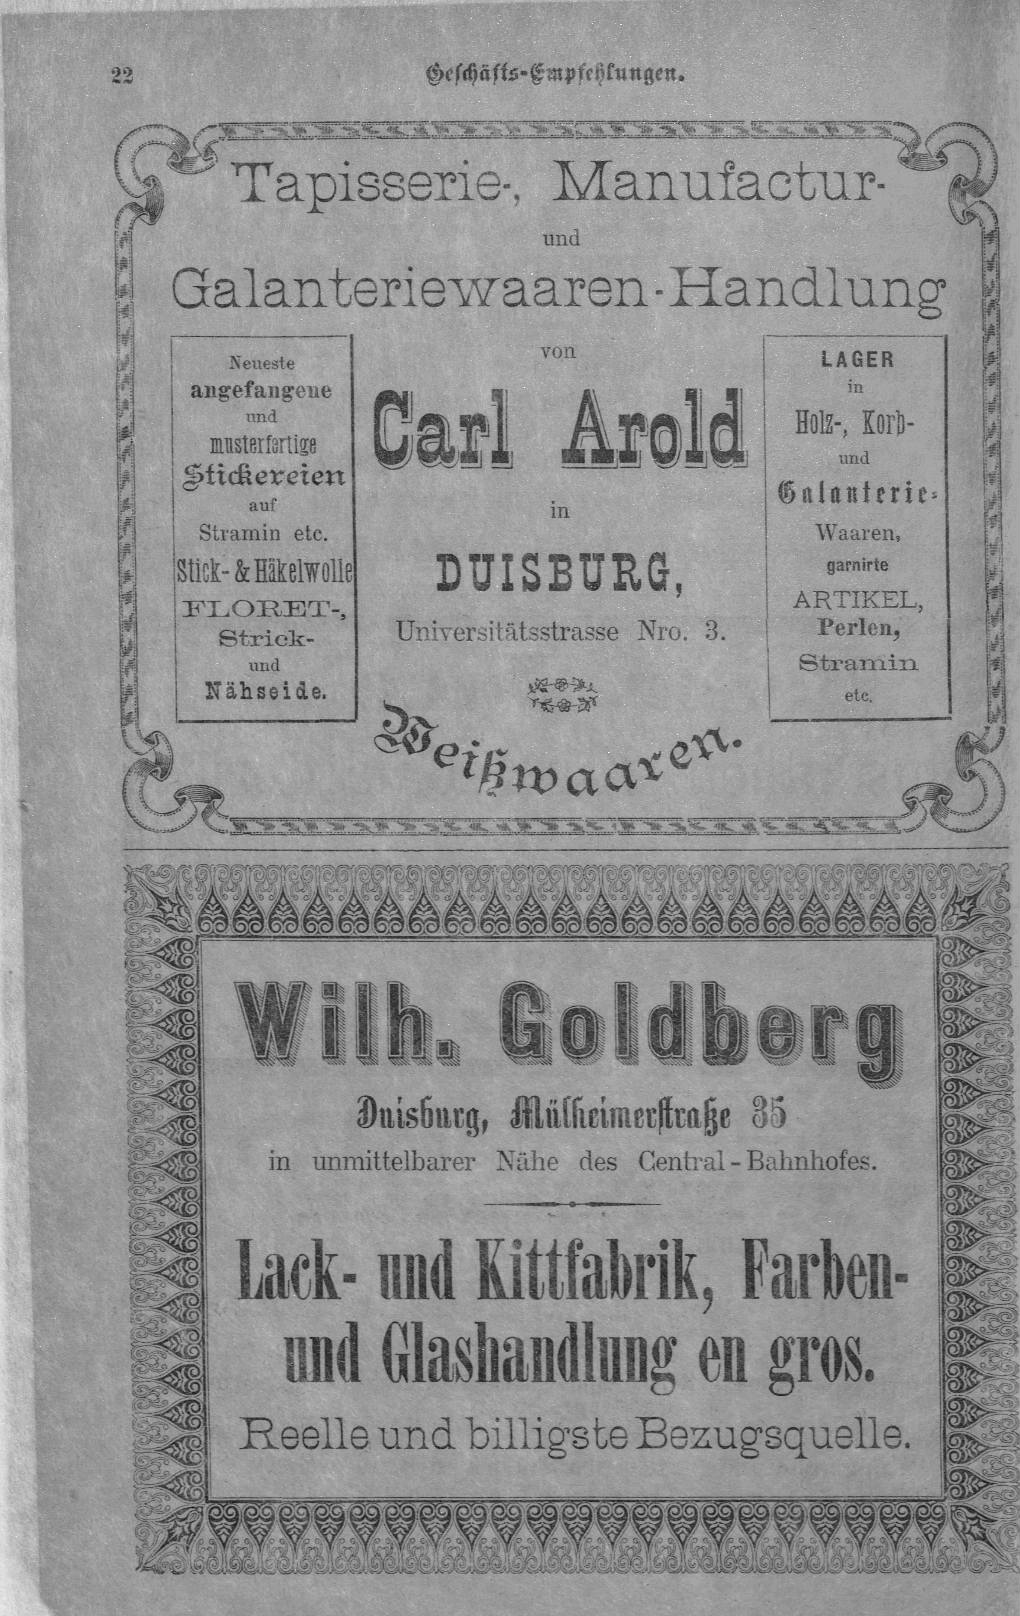 22
Geschäfts-Empfehlungen.
Tapisserie-, Manufactur-
und
Galanteriewaaren-Handlung
von
Carl Arold
in
DUISBURG,
Universitätsstrasse Nro. 3.
Weißwaaren.
Neueste
angefangene
und
musterfertige
Stickereien
auf
Stramin etc.
Stick- & Häkelwolle
FLORET-,
Strick-
und
Nähseide.
LAGER
in
Holz-, Korb-
und
Galanterie-
Waaren,
garnirte
ARTIKEL,
Perlen,
Stramin
etc.
Wilh. Goldberg
Duisburg, Mülheimerstraße 35
in unmittelbarer Nähe des Central-Bahnhofes.
Lack- und Kittfabrik, Farben-
und Glashandlung en gros.
Reelle und billigste Bezugsquelle.